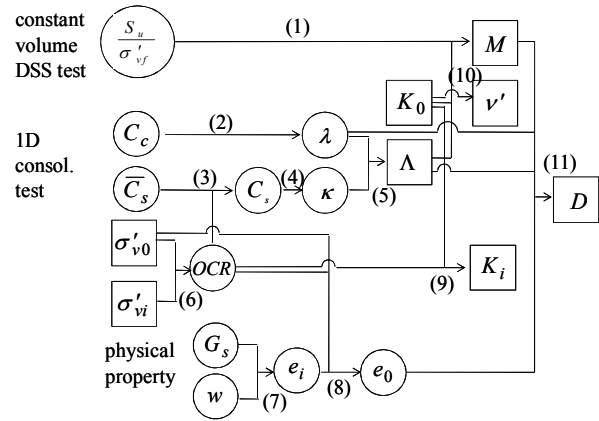 constant
volume
DSS test
S_u
σ'_vf
(1)
M
K_0
(10)
ν'
1D
consol.
test
C_c
(2)
λ
Λ
(11)
C̅_s
(3)
C_s
(4)
κ
(5)
D
σ'_v0
σ'_vi
(6)
OCR
(9)
K_i
physical
property
G_s
w
(7)
e_i
(8)
e_0